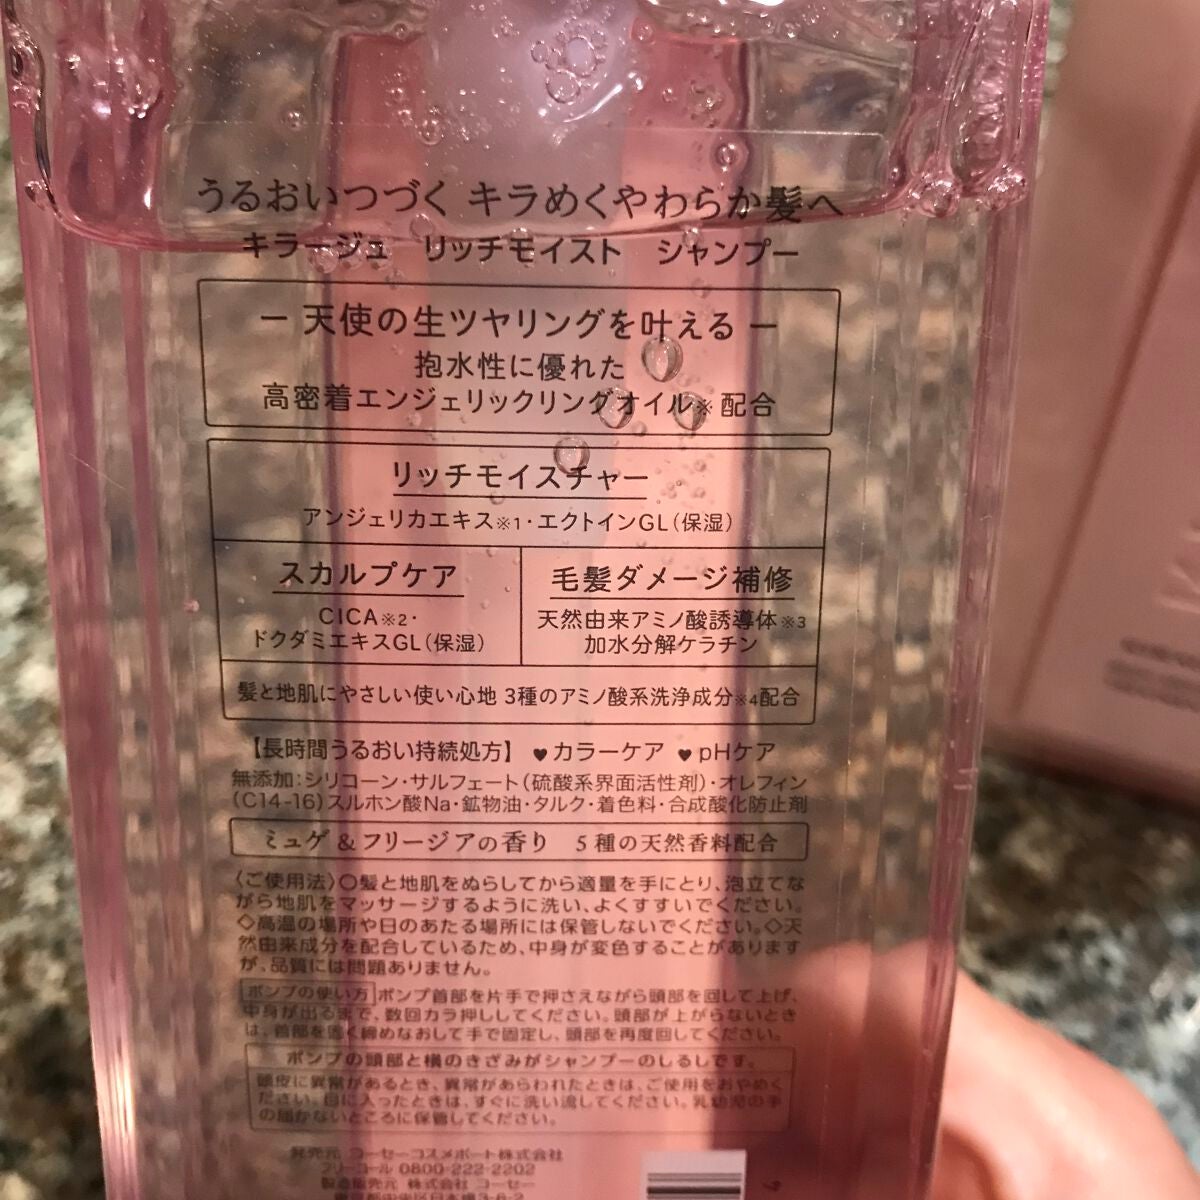 うるおいつづく キラめくやわらか髪へ
キラージュ リッチモイスト シャンプー
― 天使の生ツヤリングを叶える ―
抱水性に優れた
高密着エンジェリックリングオイル※配合
リッチモイスチャー
アンジェリカエキス※1・エクトインGL(保湿)
スカルプケア
CICA※2・
ドクダミエキスGL(保湿)
毛髪ダメージ補修
天然由来アミノ酸誘導体※3
加水分解ケラチン
髪と地肌にやさしい使い心地 3種のアミノ酸系洗浄成分※4配合
【長時間うるおい持続処方】 ♥カラーケア ♥pHケア
無添加:シリコーン・サルフェート(硫酸系界面活性剤)・オレフィン
(C14-16)スルホン酸Na・鉱物油・タルク・着色料・合成酸化防止剤
ミュゲ&フリージアの香り 5種の天然香料配合
〈ご使用法〉○髪と地肌をぬらしてから適量を手にとり、泡立てな
がら地肌をマッサージするように洗い、よくすすいでください。
◇高温の場所や日のあたる場所には保管しないでください。◇天
然由来成分を配合しているため、中身が変色することがあります
が、品質には問題ありません。
ポンプの使い方 ポンプ首部を片手で押さえながら頭部を回して上げ、
中身が出るまで、数回カラ押ししてください。頭部が上がらないとき
は、首部を固く締めなおして手で固定し、頭部を再度回してください。
ポンプの頭部と横のきざみがシャンプーのしるしです。
頭皮に異常があるとき、異常があらわれたときは、ご使用をおやめく
ださい。目に入ったときは、すぐに洗い流してください。乳幼児の手
の届かないところに保管してください。
発売元 コーセーコスメポート株式会社
フリーコール 0800-222-2202
製造販売元 株式会社 コーセー
東京都中央区日本橋3-6-2